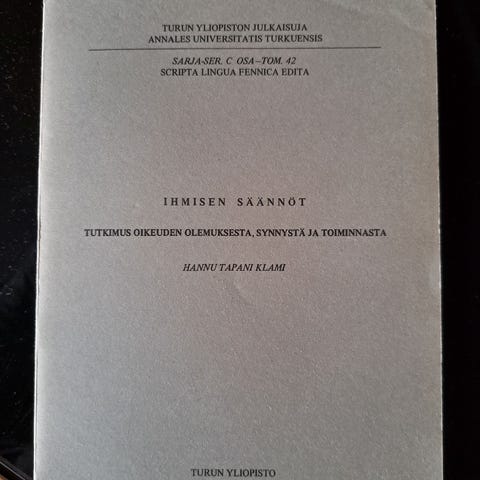 TURUN YLIOPISTON JULKAISUJA
ANNALES UNIVERSITATIS TURKUENSIS
SARJA-SER. C OSA-TOM. 42
SCRIPTA LINGUA FENNICA EDITA
IHMISEN SÄÄNNÖT
TUTKIMUS OIKEUDEN OLEMUKSESTA, SYNNYSTÄ JA TOIMINNASTA
HANNU TAPANI KLAMI
TURUN YLIOPISTO